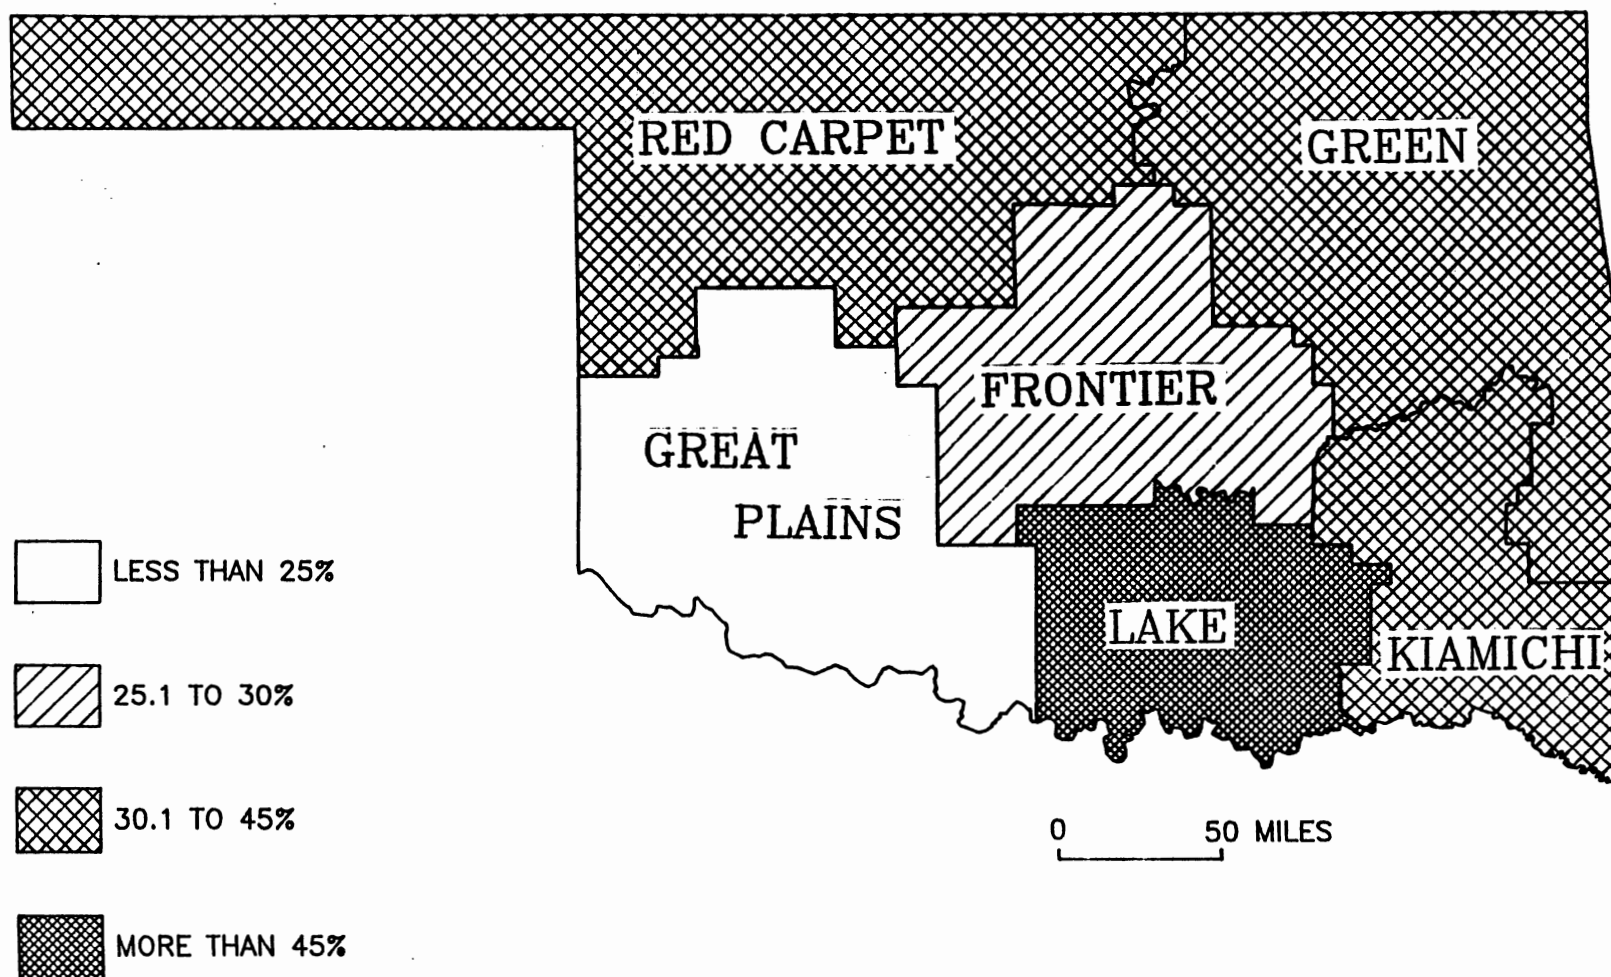 RED CARPET
GREEN
FRONTIER
GREAT
PLAINS
LAKE
KIAMICHI
LESS THAN 25%
25.1 TO 30%
30.1 TO 45%
MORE THAN 45%
0 50 MILES